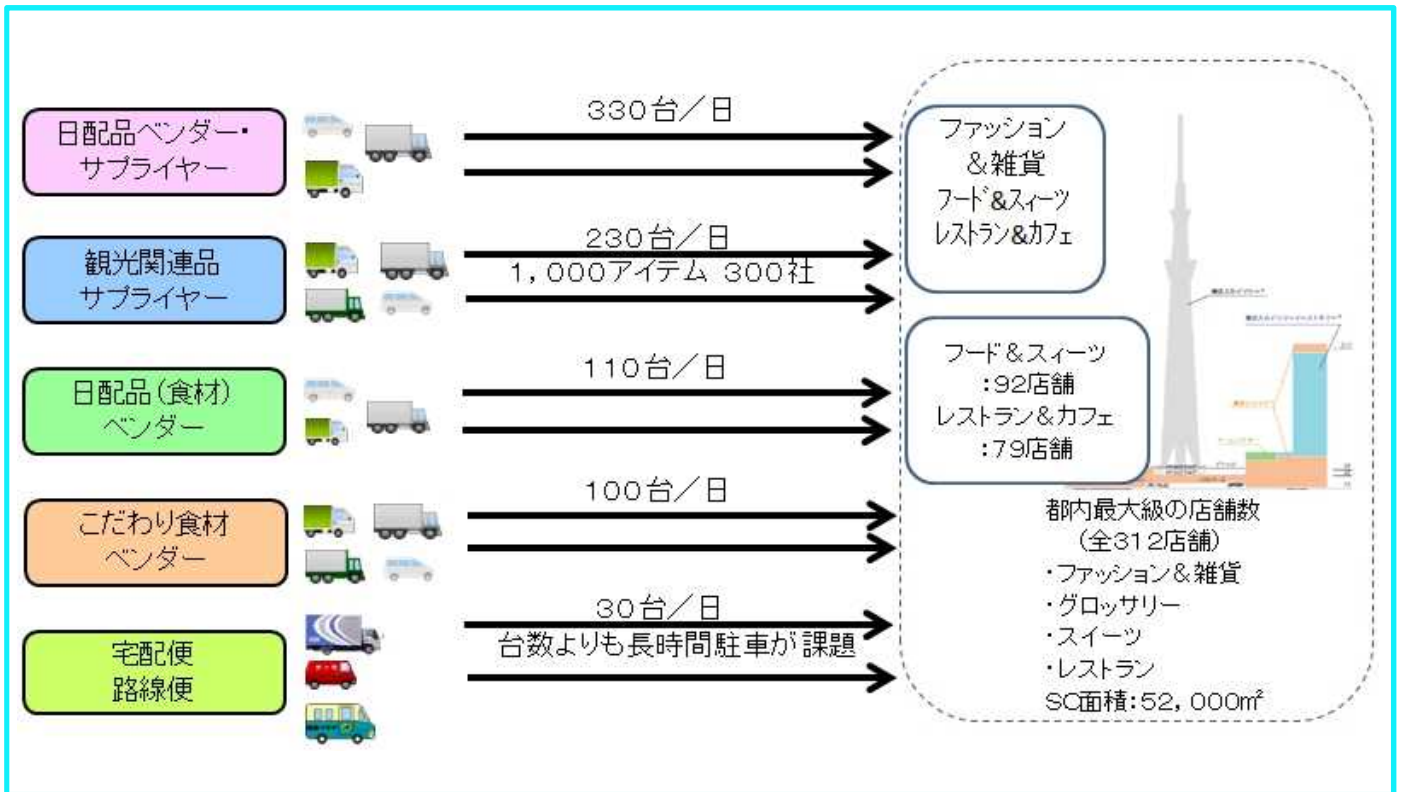 日配品ベンダー・
サプライヤー
330台／日
観光関連品
サプライヤー
230台／日
1,000アイテム 300社
日配品（食材）
ベンダー
110台／日
こだわり食材
ベンダー
100台／日
宅配便
路線便
30台／日
台数よりも長時間駐車が課題
ファッション
＆雑貨
フード&スィーツ
レストラン&カフェ
フード＆スィーツ
：92店舗
レストラン＆カフェ
：79店舗
都内最大級の店舗数
（全312店舗）
・ファッション＆雑貨
・グロッサリー
・スイーツ
・レストラン
SC面積：52，000㎡